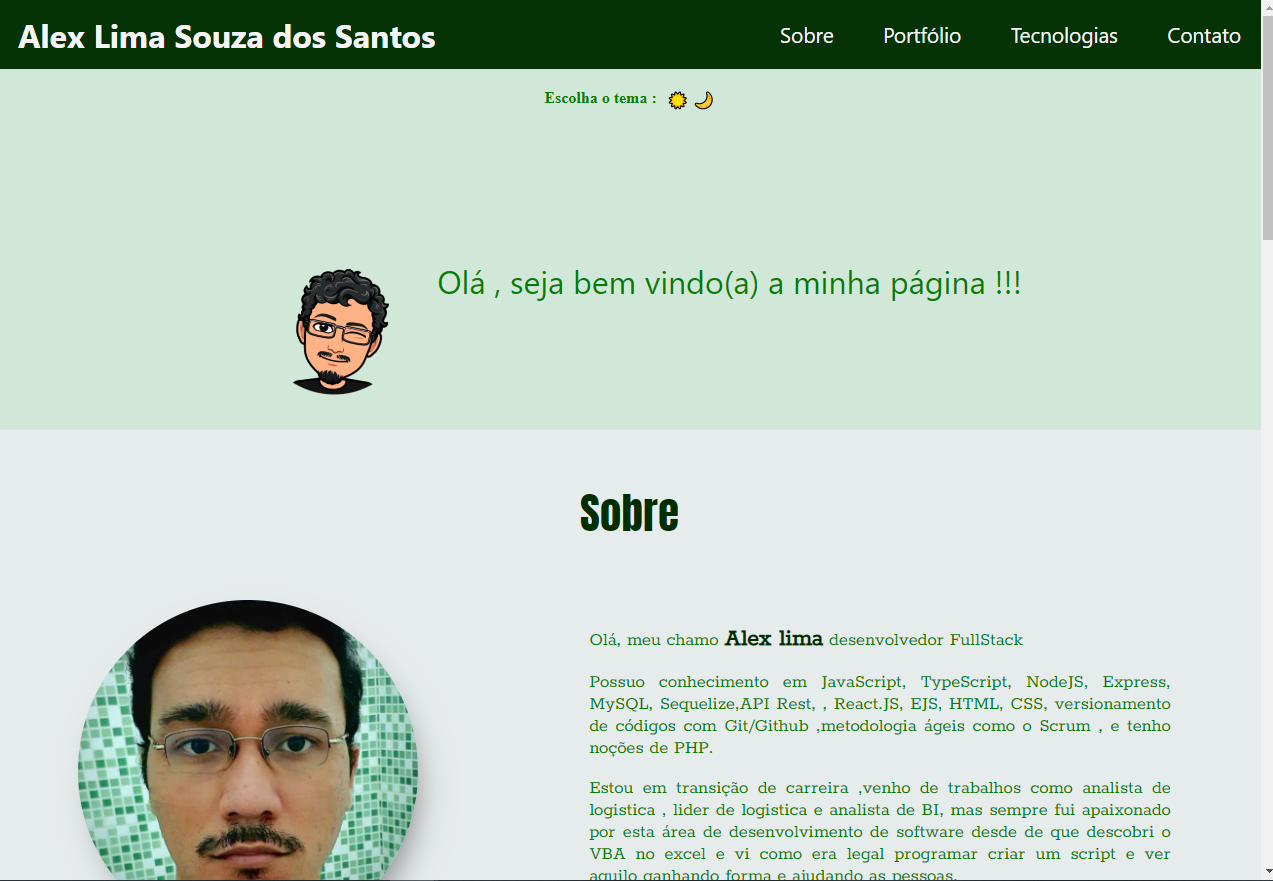 Alex Lima Souza dos Santos
Sobre Portfólio Tecnologias Contato
Escolha o tema :
Olá , seja bem vindo(a) a minha página !!!
Sobre
Olá, meu chamo Alex lima desenvolvedor FullStack
Possuo conhecimento em JavaScript, TypeScript, NodeJS, Express,
MySQL, Sequelize,API Rest, , React.JS, EJS, HTML, CSS, versionamento
de códigos com Git/Github ,metodologia ágeis como o Scrum , e tenho
noções de PHP.
Estou em transição de carreira ,venho de trabalhos como analista de
logistica , lider de logistica e analista de BI, mas sempre fui apaixonado
por esta área de desenvolvimento de software desde de que descobri o
VBA no excel e vi como era legal programar criar um script e ver
aquilo ganhando forma e ajudando as pessoas.